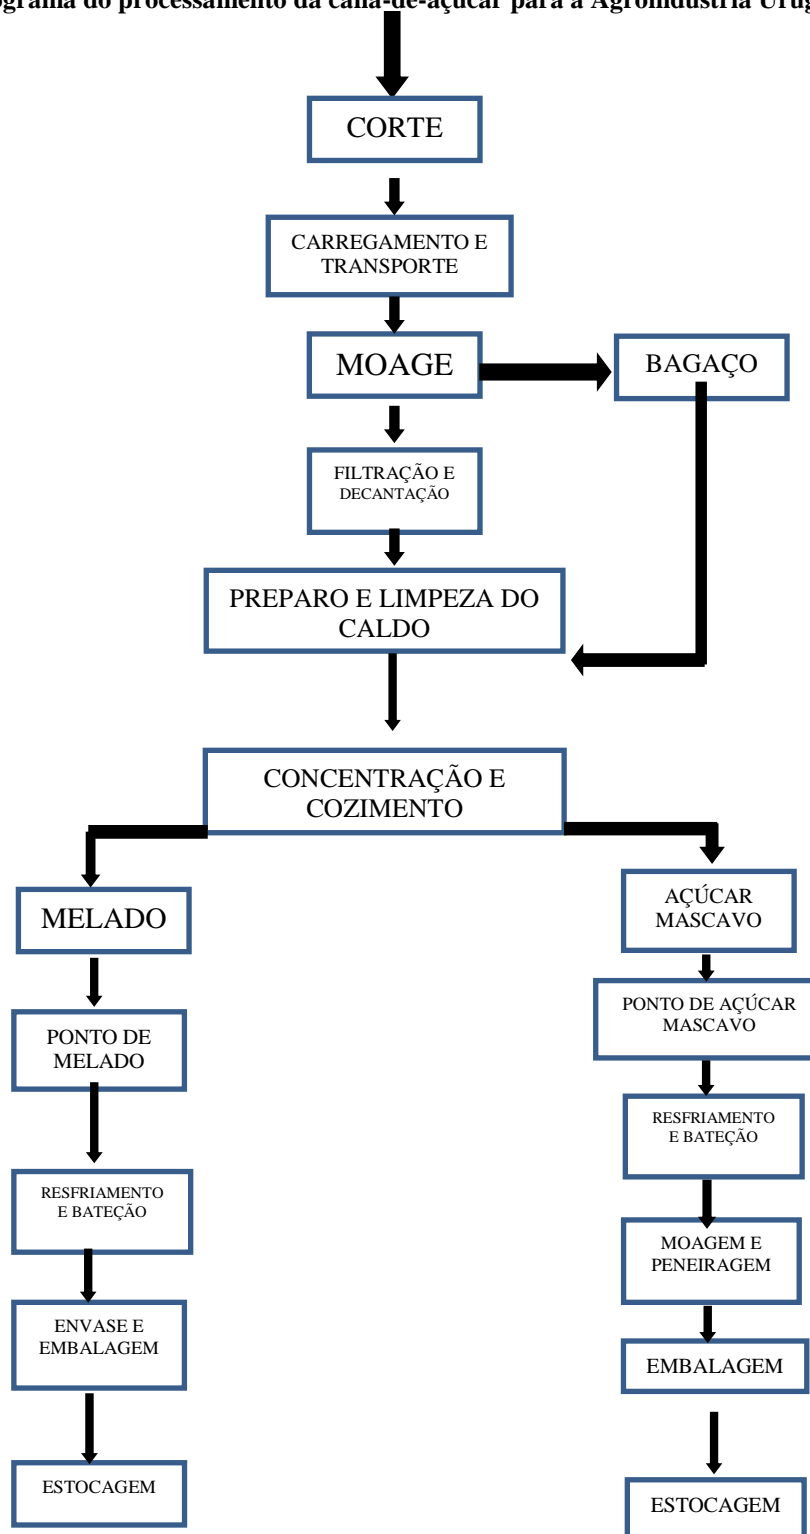 do processamento da cana-de-açúcar para a Agroindústria
CORTE
CARREGAMENTO E
TRANSPORTE
MOAGE
BAGAÇO
FILTRAÇÃO E
DECANTAÇÃO
PREPARO E LIMPEZA DO
CALDO
CONCENTRAÇÃO E
COZIMENTO
MELADO
AÇÚCAR
MASCAVO
PONTO DE AÇÚCAR
MASCAVO
PONTO DE
MELADO
RESFRIAMENTO
E BATEÇÃO
RESFRIAMENTO
E BATEÇÃO
MOAGEM E
PENEIRAGEM
ENVASE E
EMBALAGEM
EMBALAGEM
ESTOCAGEM
ESTOCAGEM